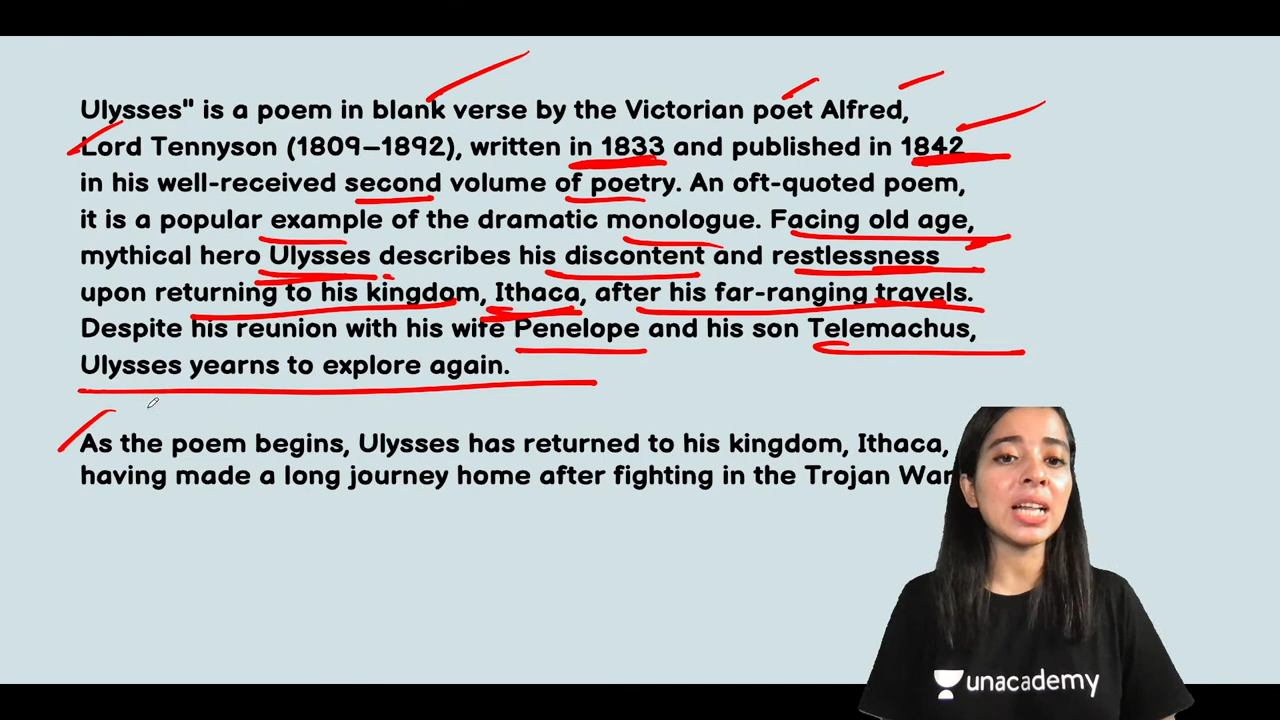 Ulysses" is a poem in blank verse by the Victorian poet Alfred,
Lord Tennyson (1809–1892), written in 1833 and published in 1842
in his well-received second volume of poetry. An oft-quoted poem,
it is a popular example of the dramatic monologue. Facing old age,
mythical hero Ulysses describes his discontent and restlessness
upon returning to his kingdom, Ithaca, after his far-ranging travels.
Despite his reunion with his wife Penelope and his son Telemachus,
Ulysses yearns to explore again.
As the poem begins, Ulysses has returned to his kingdom, Ithaca,
having made a long journey home after fighting in the Trojan War
unacademy